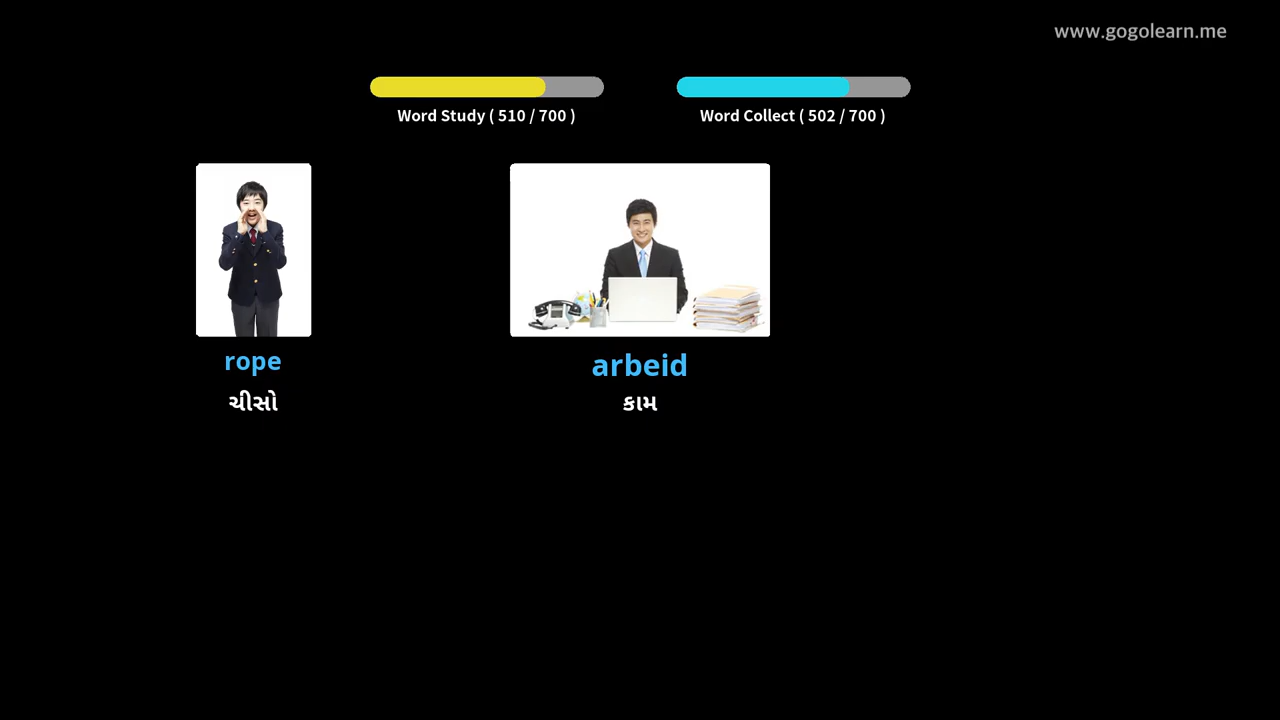 www.gogolearn.me
Word Study ( 510 / 700 )
Word Collect ( 502 / 700 )
rope
ચીસો
arbeid
કામ